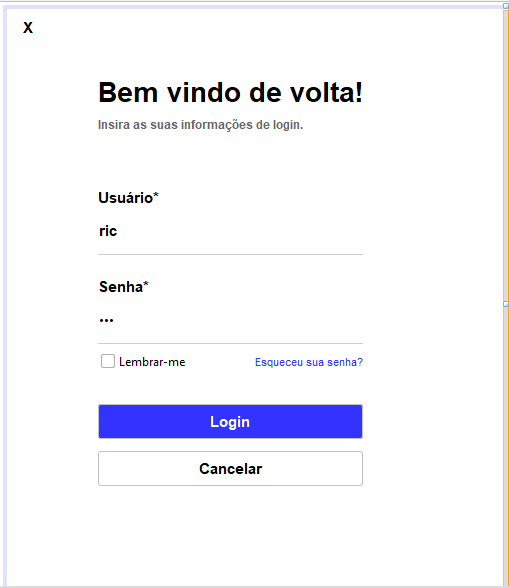 X
Bem vindo de volta!
Insira as suas informações de login.
Usuário*
ric
Senha*
•••
Lembrar-me
Esqueceu sua senha?
Login
Cancelar